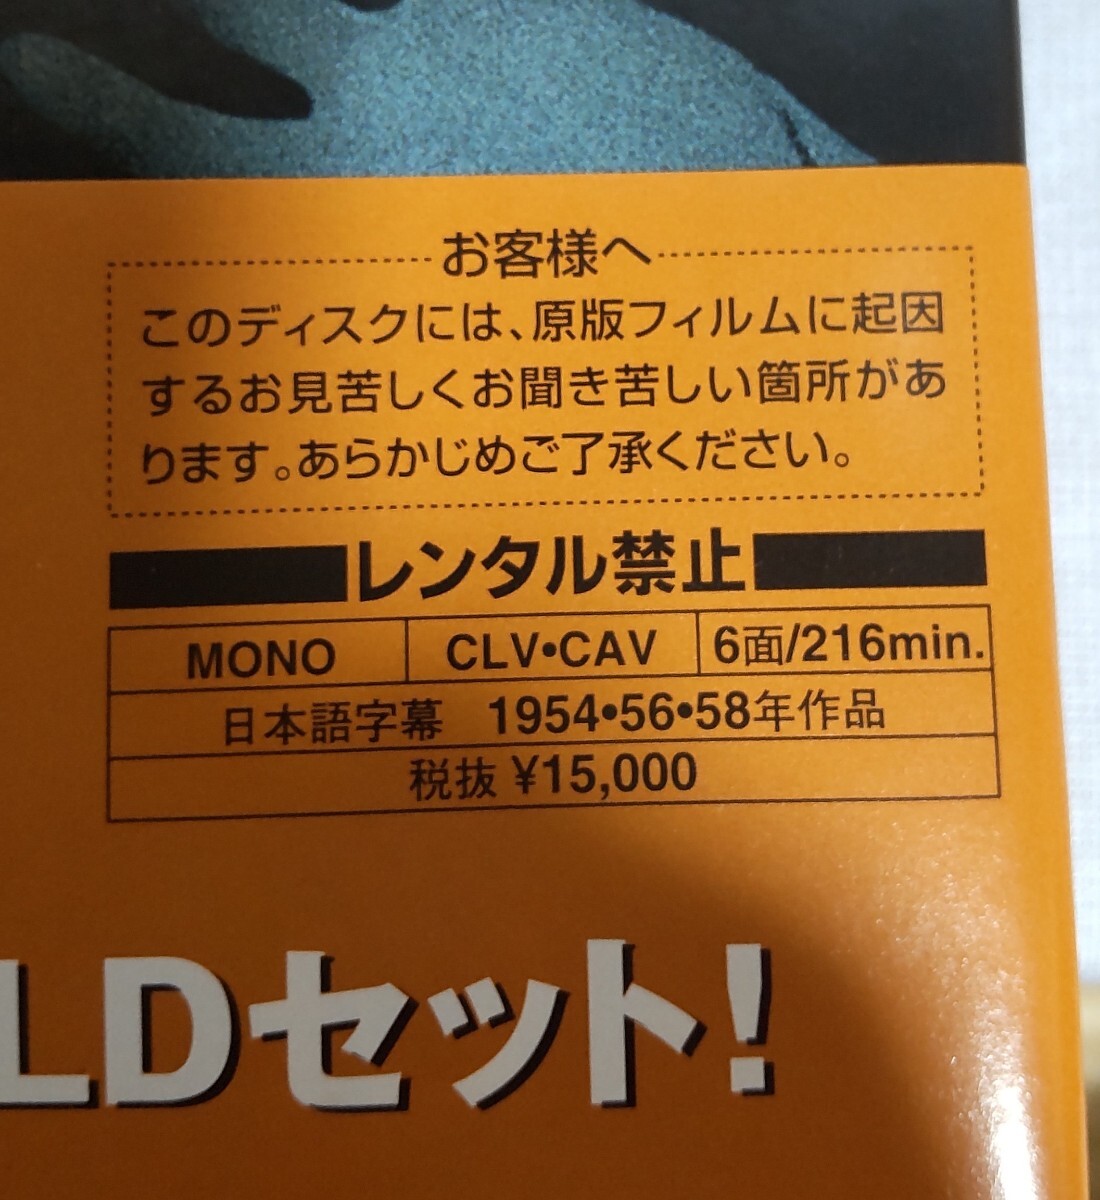 お客様へ
このディスクには、原版フィルムに起因
するお見苦しくお聞き苦しい箇所があ
ります。あらかじめご了承ください。
レンタル禁止
MONO CLV•CAV 6面/216min.
日本語字幕 1954•56•58年作品
税抜 ¥15,000
LDセット!